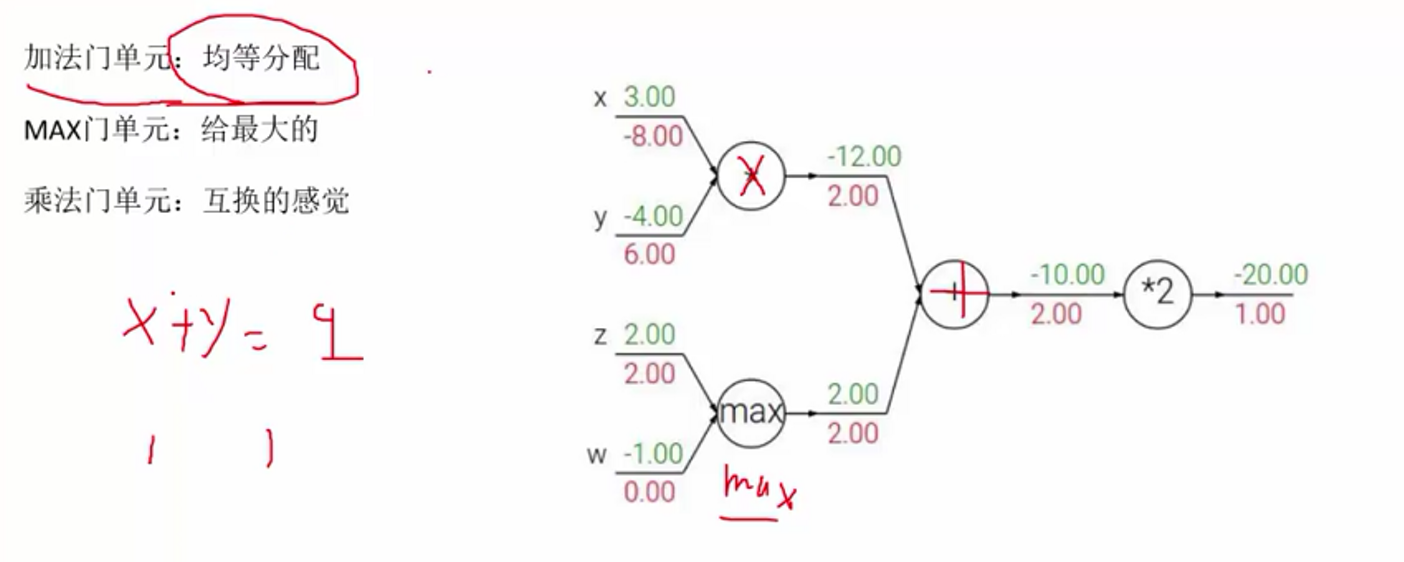 加法门单元：均等分配
MAX门单元：给最大的
乘法门单元：互换的感觉
x+y= q
1 1
x 3.00
-8.00
y -4.00
6.00
X
-12.00
2.00
z 2.00
2.00
w -1.00
0.00
max
max
2.00
2.00
+
-10.00
2.00
*2
-20.00
1.00